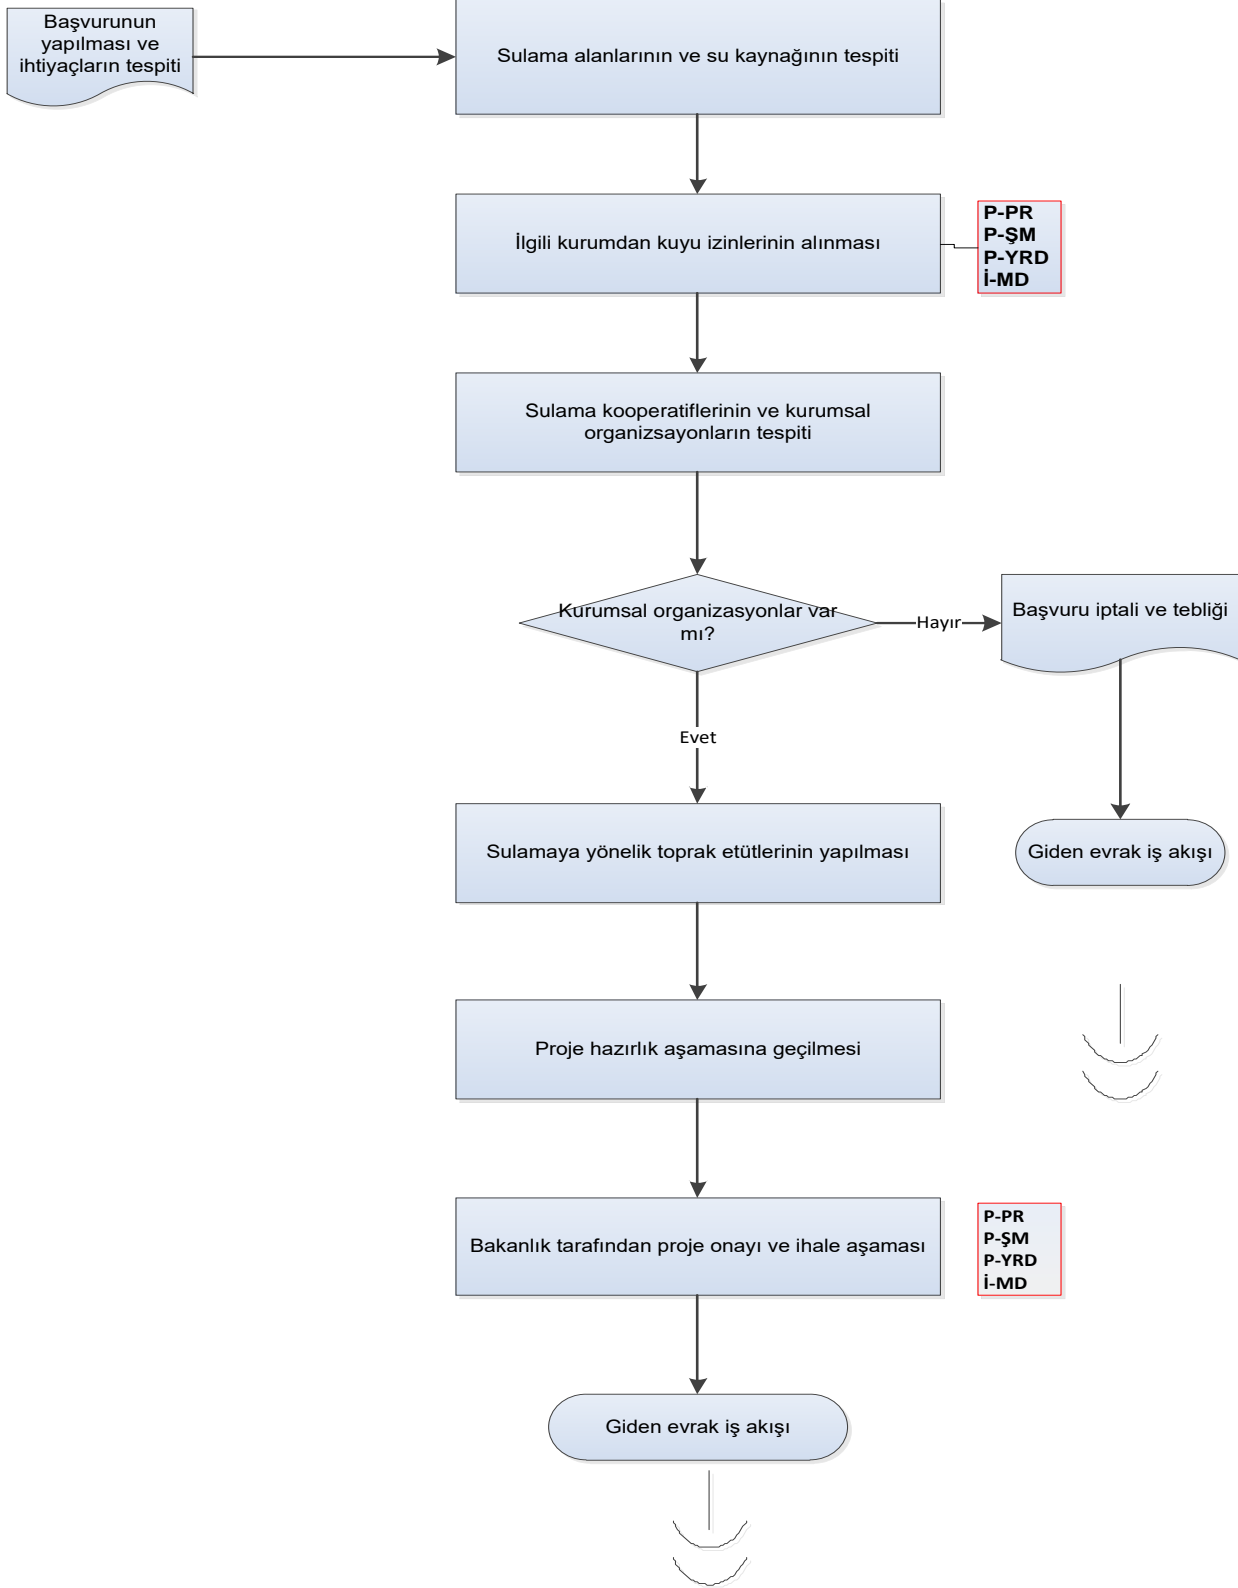 Başvurunun
yapılması ve
ihtiyaçların tespiti
Sulama alanlarının ve su kaynağının tespiti
İlgili kurumdan kuyu izinlerinin alınması
P-PR
P-ŞM
P-YRD
İ-MD
Sulama kooperatiflerinin ve kurumsal
organizsayonların tespiti
Kurumsal organizasyonlar var
mı?
Hayır
Başvuru iptali ve tebliği
Evet
Sulamaya yönelik toprak etütlerinin yapılması
Giden evrak iş akışı
Proje hazırlık aşamasına geçilmesi
Bakanlık tarafından proje onayı ve ihale aşaması
P-PR
P-ŞM
P-YRD
İ-MD
Giden evrak iş akışı